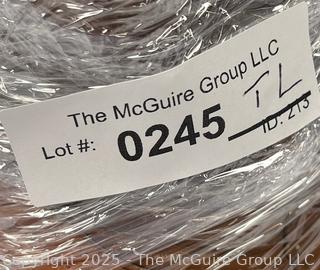 The McGuire Group LLC
Lot #: 0245 TL
ID: 213
Copyright 2025 - The McGuire Group LLC